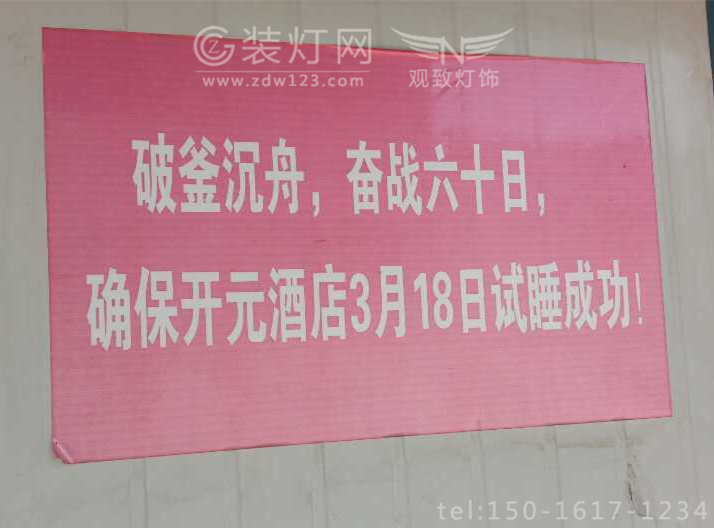 装灯网
www.zdw123.com
观致灯饰
破釜沉舟，奋战六十日，
确保开元酒店3月18日试睡成功！
tel:150-1617-1234